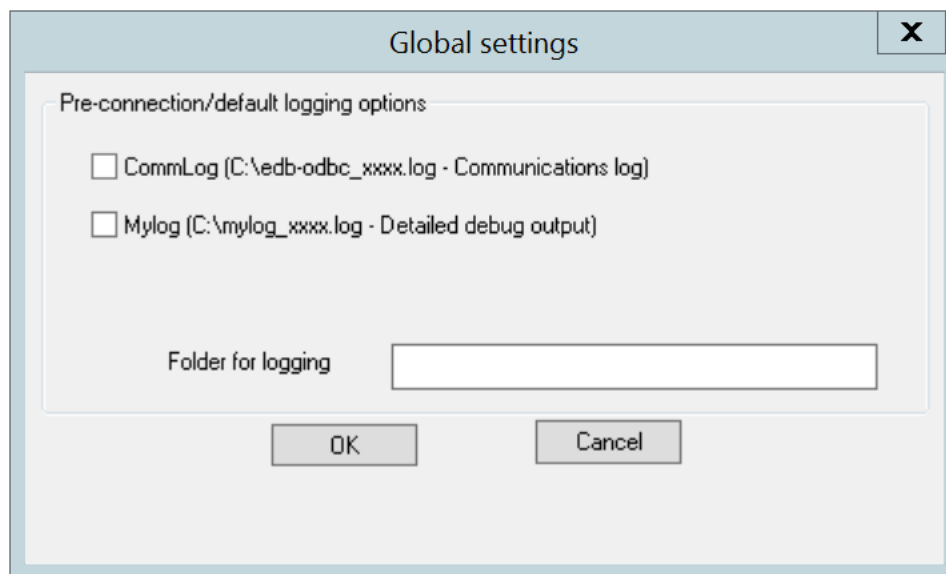 Global settings
X
Pre-connection/default logging options
CommLog (C:\edb-odbc_xxxx.log - Communications log)
Mylog (C:\mylog_xxxx.log - Detailed debug output)
Folder for logging
OK
Cancel